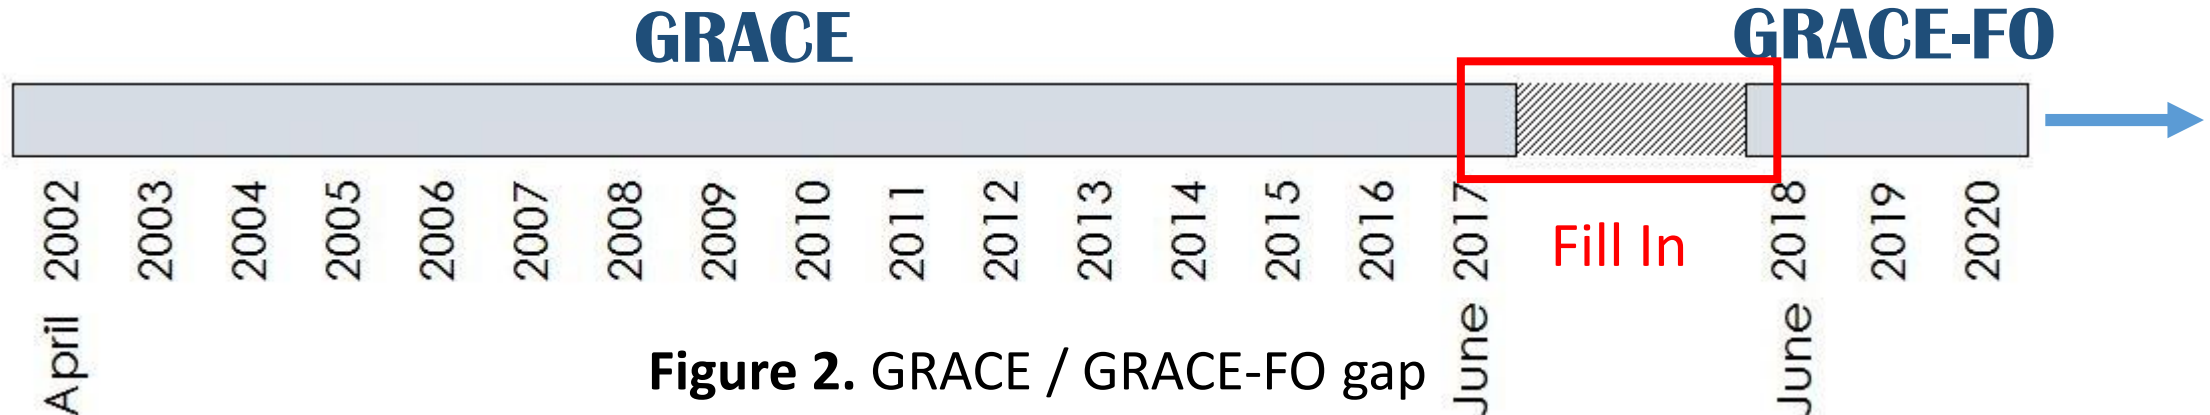 GRACE
GRACE-FO
April 2002
2003
2004
2005
2006
2007
2008
2009
2010
2011
2012
2013
2014
2015
2016
June 2017
Fill In
June 2018
2019
2020
Figure 2. GRACE / GRACE-FO gap